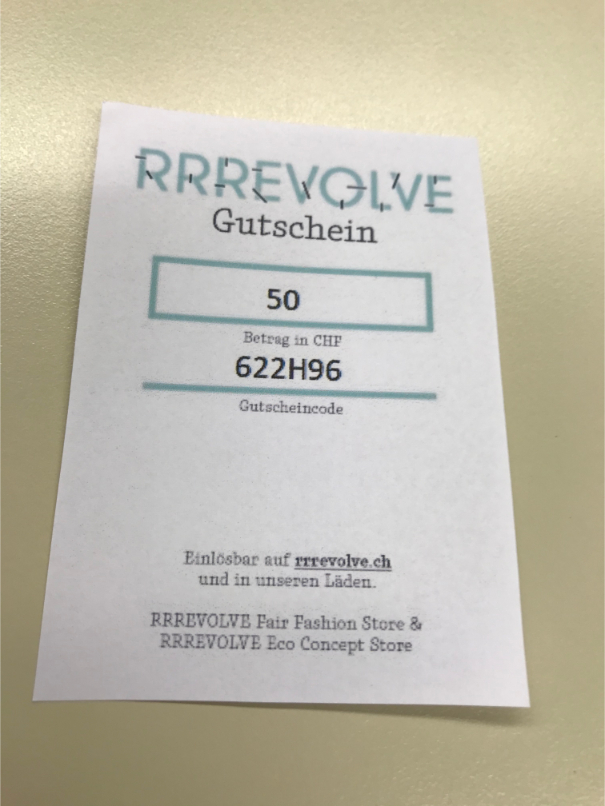 RRREVOLVE
Gutschein
50
Betrag in CHF
622H96
Gutscheincode
Einlösbar auf rrrevolve.ch
und in unseren Läden.
RRREVOLVE Fair Fashion Store &
RRREVOLVE Eco Concept Store